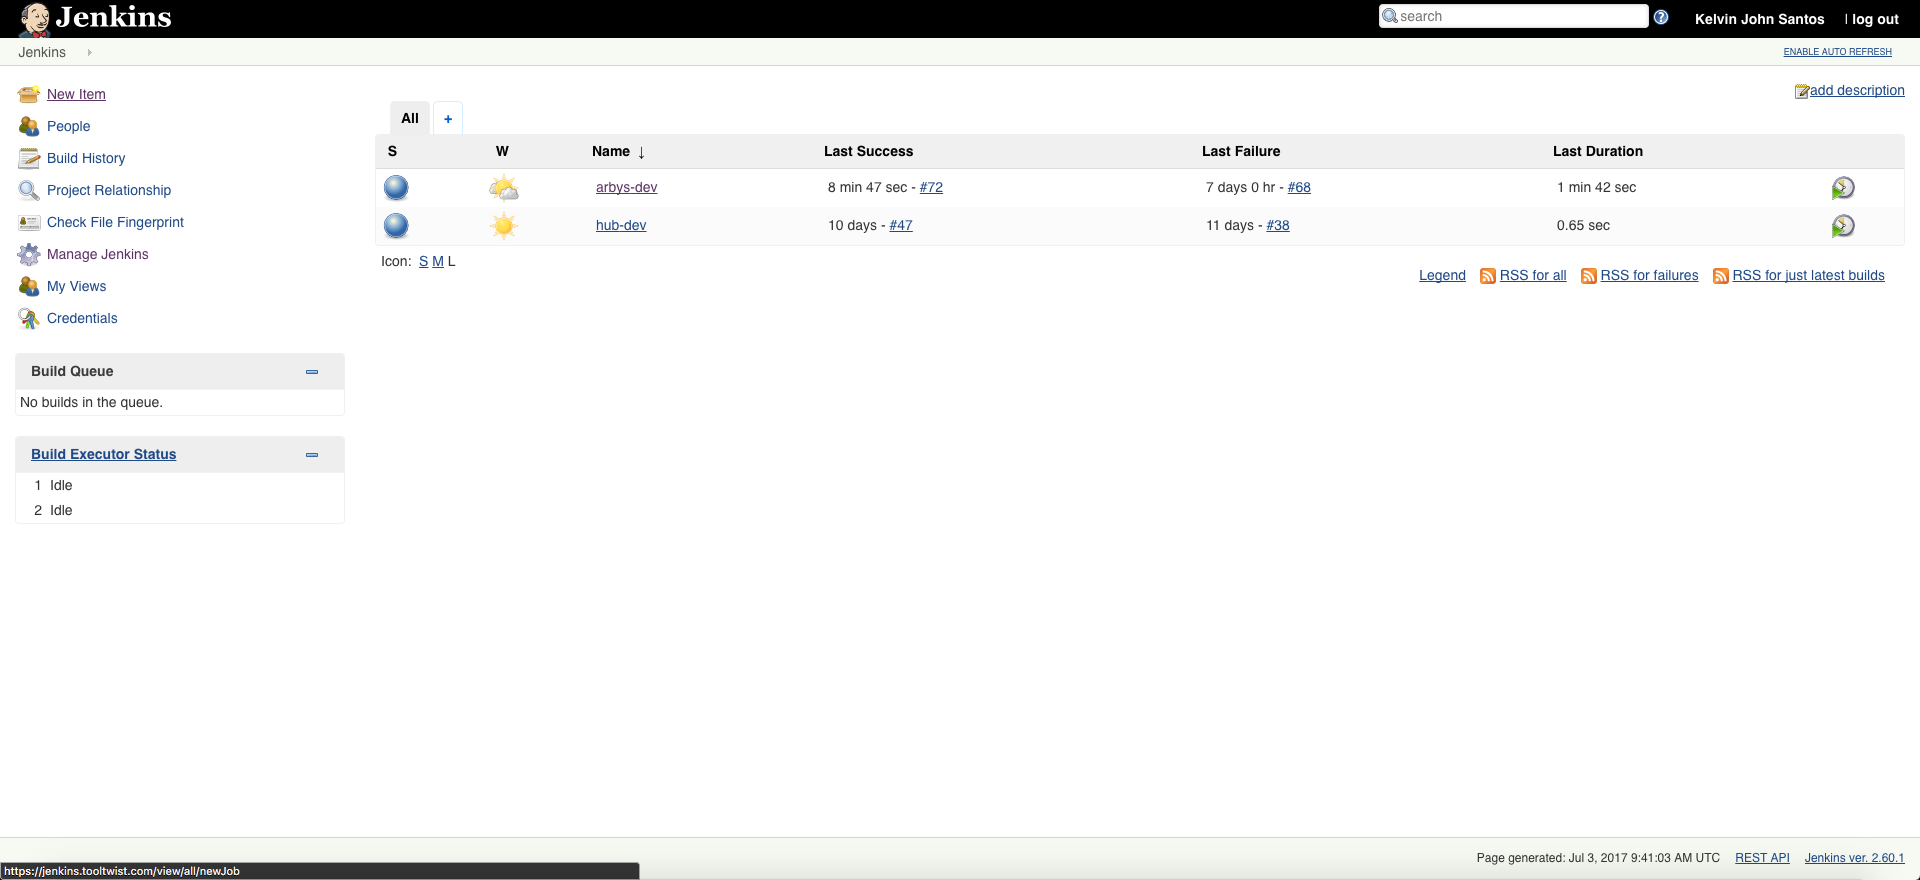 Jenkins
search
Kelvin John Santos | log out
Jenkins
ENABLE AUTO REFRESH
New Item
People
Build History
Project Relationship
Check File Fingerprint
Manage Jenkins
My Views
Credentials
Build Queue
No builds in the queue.
Build Executor Status
1 Idle
2 Idle
add description
All +
S W Name ↓ Last Success Last Failure Last Duration
arbys-dev 8 min 47 sec - #72 7 days 0 hr - #68 1 min 42 sec
hub-dev 10 days - #47 11 days - #38 0.65 sec
Icon: S M L
Legend RSS for all RSS for failures RSS for just latest builds
Page generated: Jul 3, 2017 9:41:03 AM UTC REST API Jenkins ver. 2.60.1
https://jenkins.tooltwist.com/view/all/newJob